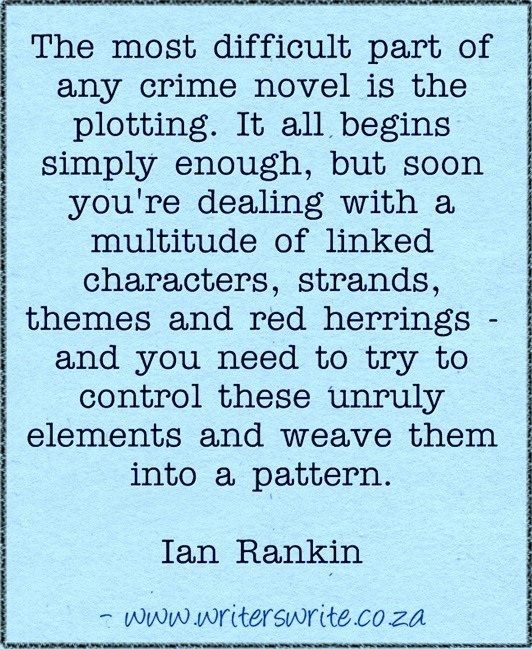 The most difficult part of
any crime novel is the
plotting. It all begins
simply enough, but soon
you're dealing with a
multitude of linked
characters, strands,
themes and red herrings -
and you need to try to
control these unruly
elements and weave them
into a pattern.
Ian Rankin
- www.writerswrite.co.za